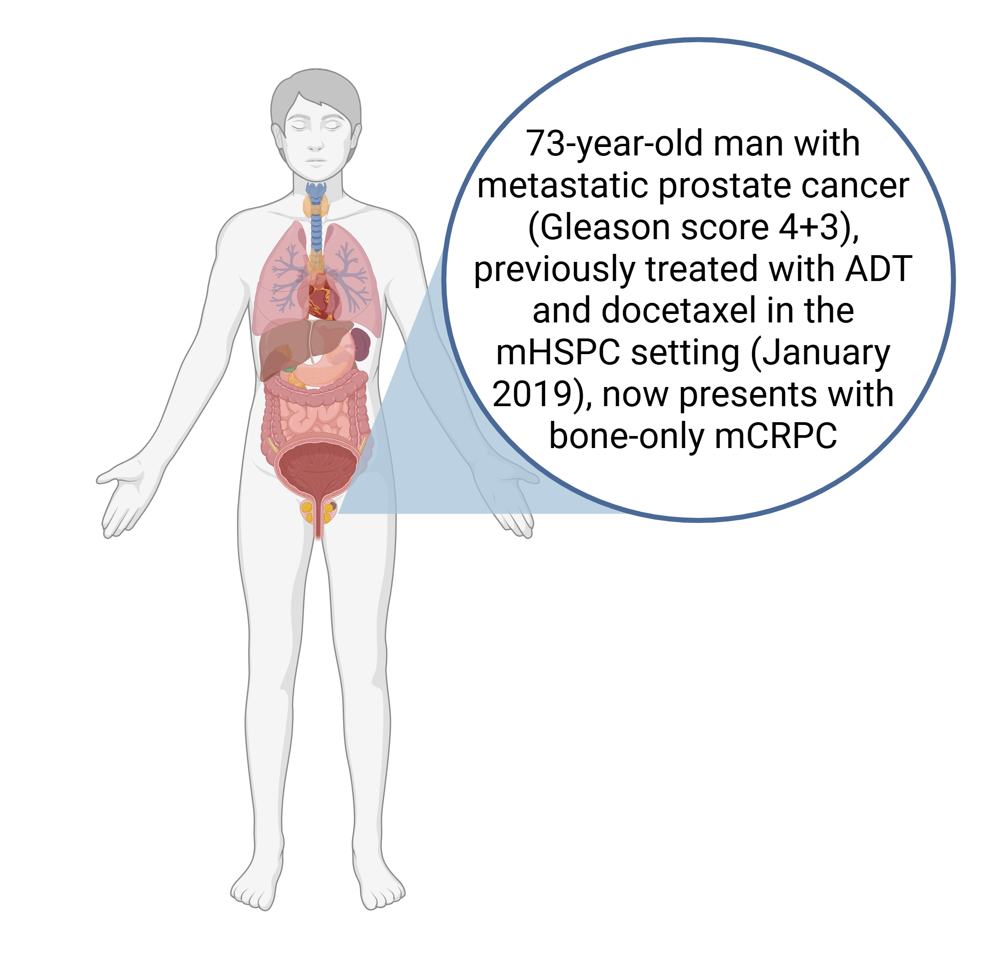 73-year-old man with
metastatic prostate cancer
(Gleason score 4+3),
previously treated with ADT
and docetaxel in the
mHSPC setting (January
2019), now presents with
bone-only mCRPC